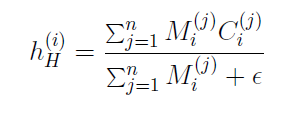 h_H^{(i)} = \frac{\sum_{j=1}^{n} M_i^{(j)} C_i^{(j)}}{\sum_{j=1}^{n} M_i^{(j)} + \epsilon}